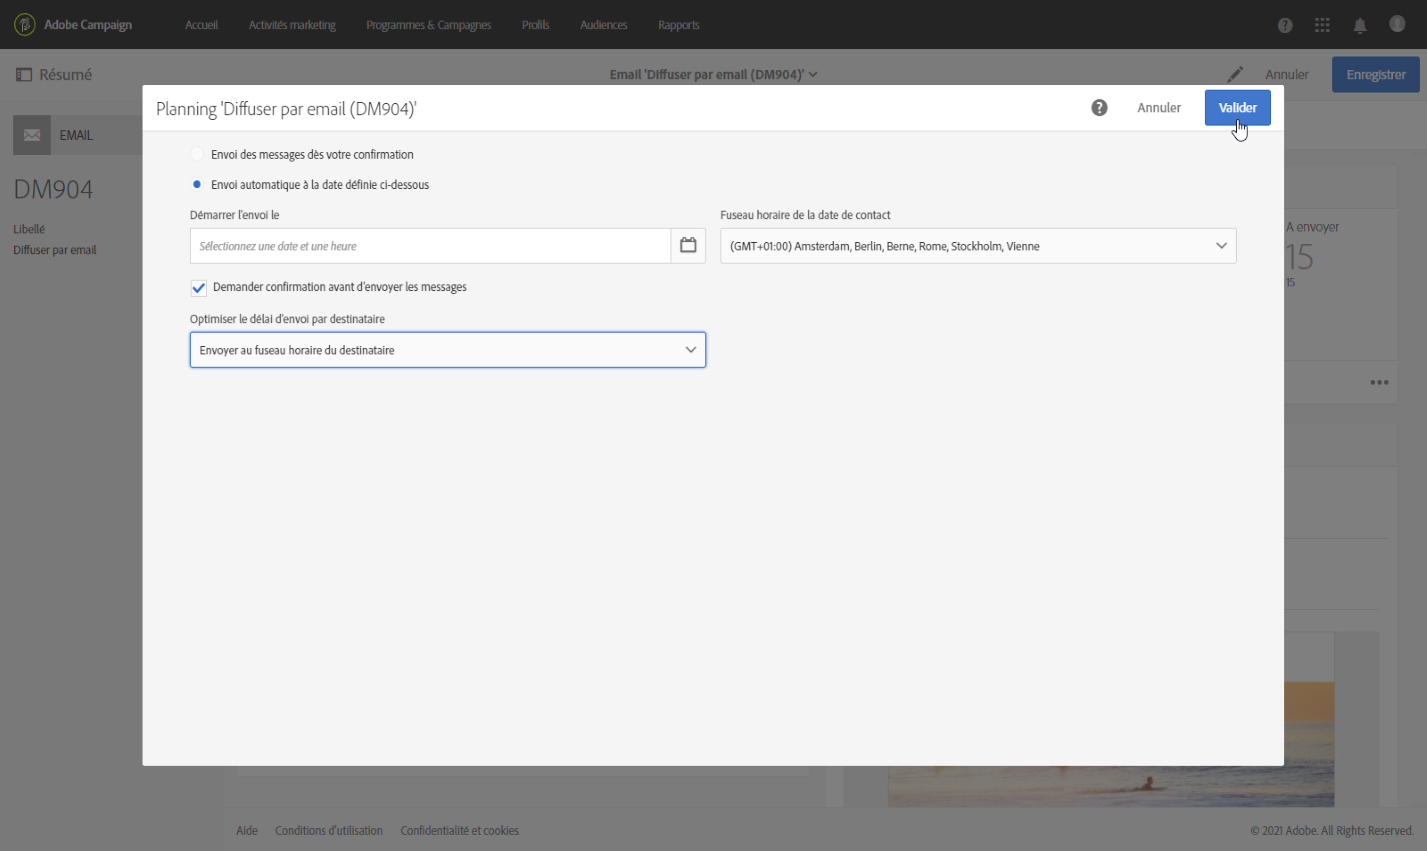 Adobe Campaign
Accueil
Activités marketing
Programmes & Campagnes
Profils
Audiences
Rapports
Résumé
Email 'Diffuser par email (DM904)'
Annuler
Enregistrer
Planning 'Diffuser par email (DM904)'
Annuler
Valider
EMAIL
DM904
Libellé
Diffuser par email
Envoi des messages dès votre confirmation
Envoi automatique à la date définie ci-dessous
Démarrer l'envoi le
Fuseau horaire de la date de contact
Sélectionnez une date et une heure
(GMT+01:00) Amsterdam, Berlin, Berne, Rome, Stockholm, Vienne
Demander confirmation avant d'envoyer les messages
Optimiser le délai d'envoi par destinataire
Envoyer au fuseau horaire du destinataire
A envoyer
15
15
Aide
Conditions d'utilisation
Confidentialité et cookies
© 2021 Adobe. All Rights Reserved.